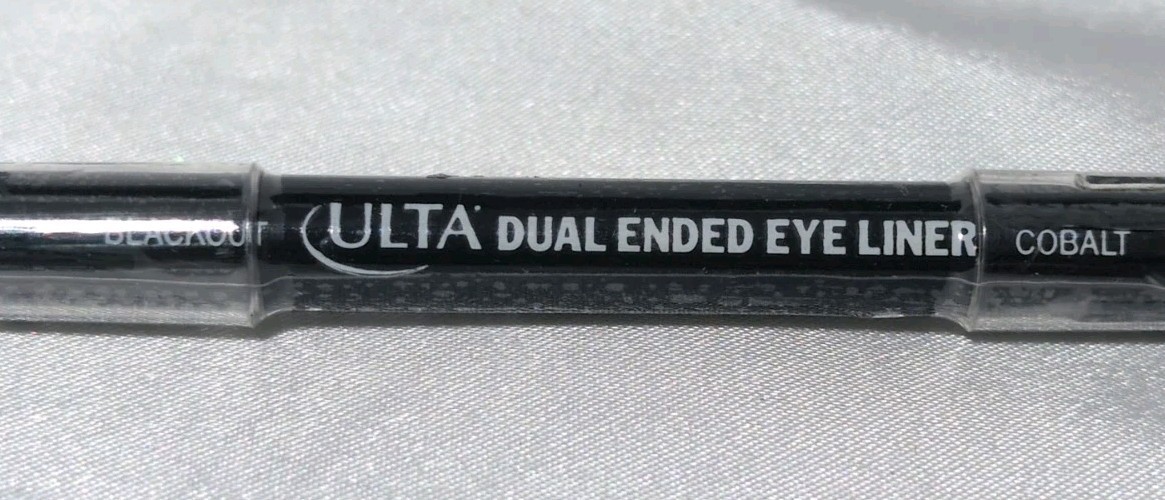 BLACKOUT ULTA DUAL ENDED EYE LINER COBALT